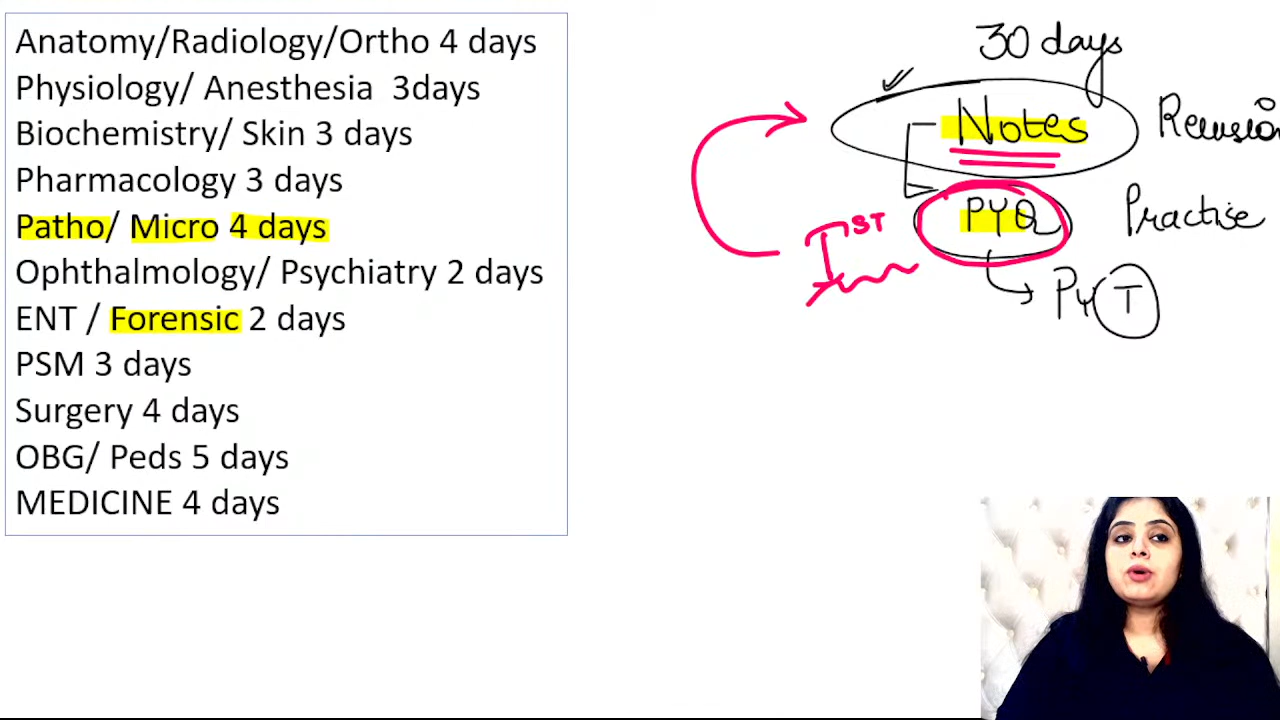 Anatomy/Radiology/Ortho 4 days
Physiology/ Anesthesia 3days
Biochemistry/ Skin 3 days
Pharmacology 3 days
Patho/ Micro 4 days
Ophthalmology/ Psychiatry 2 days
ENT / Forensic 2 days
PSM 3 days
Surgery 4 days
OBG/ Peds 5 days
MEDICINE 4 days
30 days
Notes Revision
IST PYQ Practise
PYT